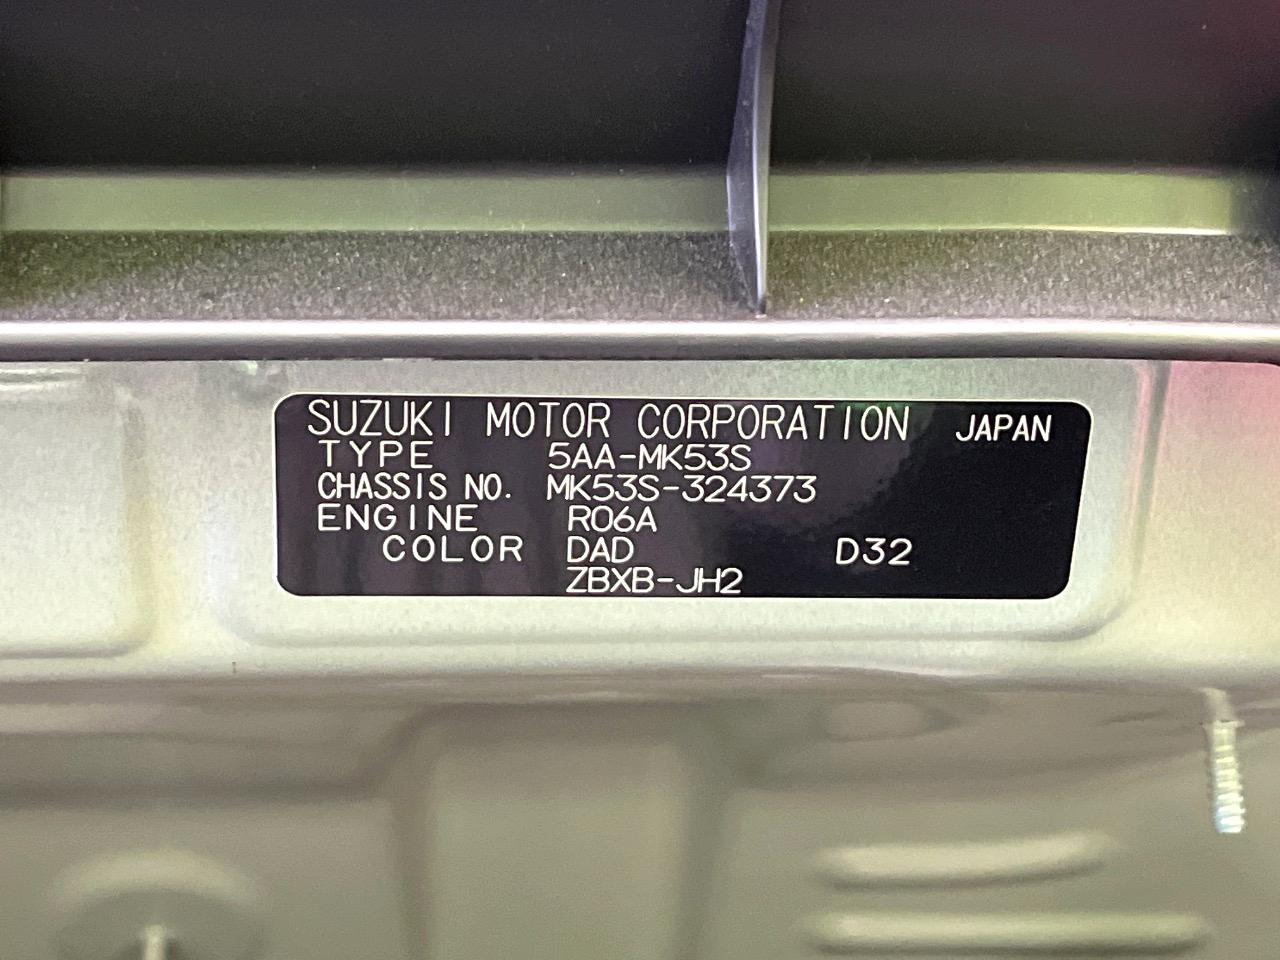 SUZUKI MOTOR CORPORATION JAPAN
TYPE 5AA-MK53S
CHASSIS NO. MK53S-324373
ENGINE R06A
COLOR DAD D32
ZBXB-JH2